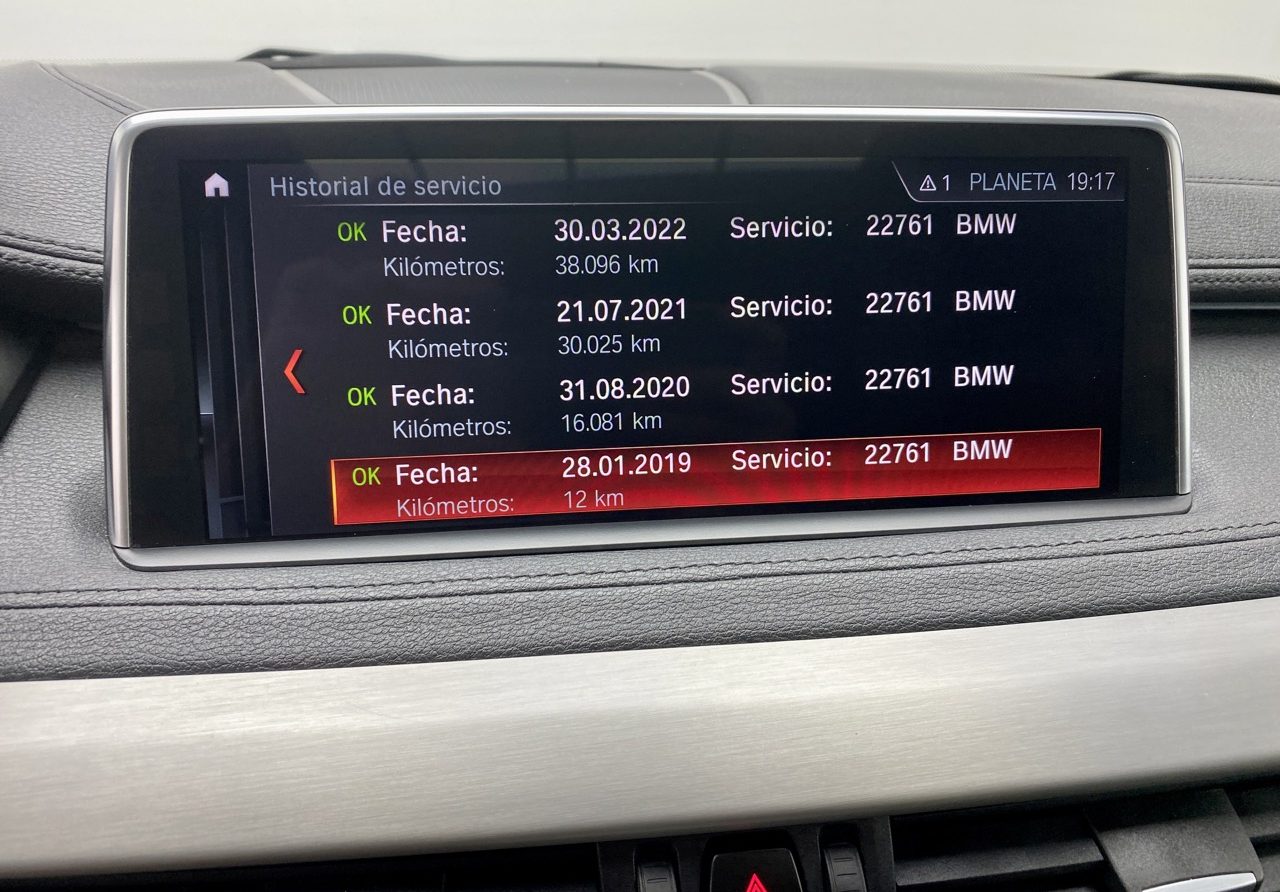 Historial de servicio 1 PLANETA 19:17
OK Fecha: 30.03.2022 Servicio: 22761 BMW
Kilómetros: 38.096 km
OK Fecha: 21.07.2021 Servicio: 22761 BMW
Kilómetros: 30.025 km
OK Fecha: 31.08.2020 Servicio: 22761 BMW
Kilómetros: 16.081 km
OK Fecha: 28.01.2019 Servicio: 22761 BMW
Kilómetros: 12 km